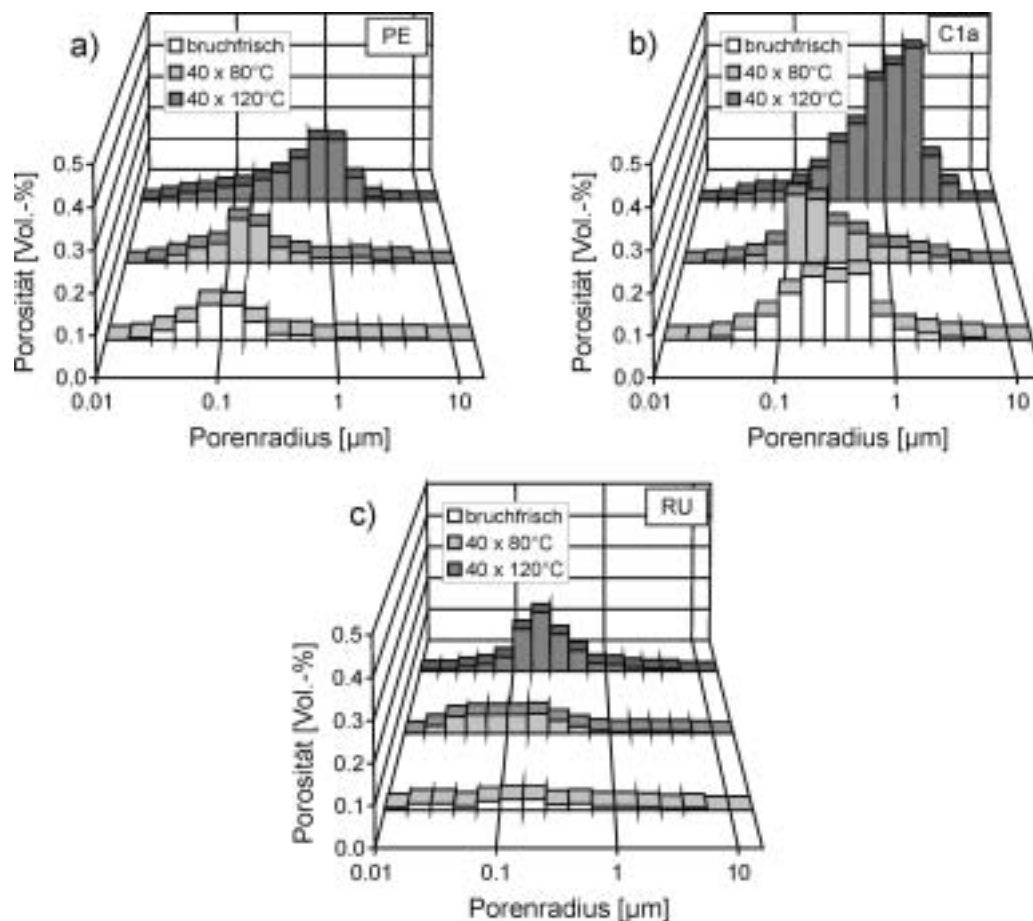 a)
PE
bruchfrisch
40 x 80°C
40 x 120°C
0.5
0.4
0.3
0.2
0.1
0.0
Porosität [Vol.-%]
0.01
0.1
1
10
Porenradius [µm]
b)
C1a
bruchfrisch
40 x 80°C
40 x 120°C
0.5
0.4
0.3
0.2
0.1
0.0
Porosität [Vol.-%]
0.01
0.1
1
10
Porenradius [µm]
c)
RU
bruchfrisch
40 x 80°C
40 x 120°C
0.5
0.4
0.3
0.2
0.1
0.0
Porosität [Vol.-%]
0.01
0.1
1
10
Porenradius [µm]